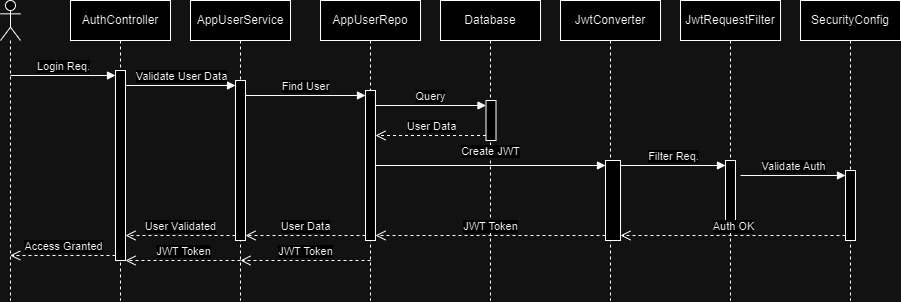 AuthController
AppUserService
AppUserRepo
Database
JwtConverter
JwtRequestFilter
SecurityConfig
Login Req.
Validate User Data
Find User
Query
User Data
Create JWT
Filter Req.
Validate Auth
User Validated
User Data
JWT Token
Auth OK
Access Granted
JWT Token
JWT Token